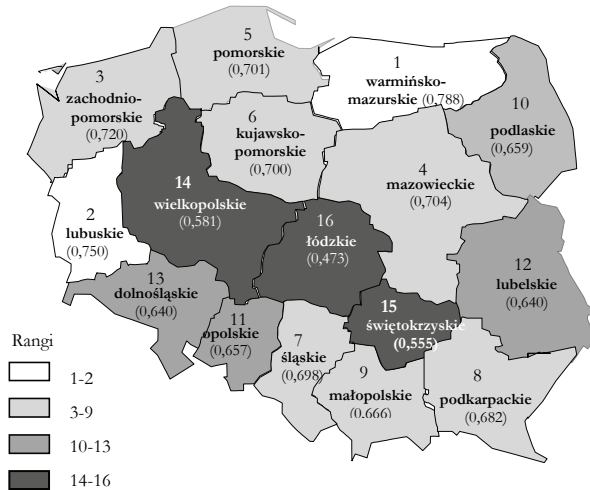 5
pomorskie
(0,701)
1
warmińsko-
mazurskie (0,788)
3
zachodnio-
pomorskie
(0,720)
10
podlaskie
(0,659)
6
kujawsko-
pomorskie
(0,700)
4
mazowieckie
(0,704)
14
wielkopolskie
(0,581)
2
lubuskie
(0,750)
16
łódzkie
(0,473)
12
lubelskie
(0,640)
13
dolnośląskie
(0,640)
15
świętokrzyskie
(0,555)
11
opolskie
(0,657)
7
śląskie
(0,698)
9
małopolskie
(0.666)
8
podkarpackie
(0,682)
Rangi
1-2
3-9
10-13
14-16